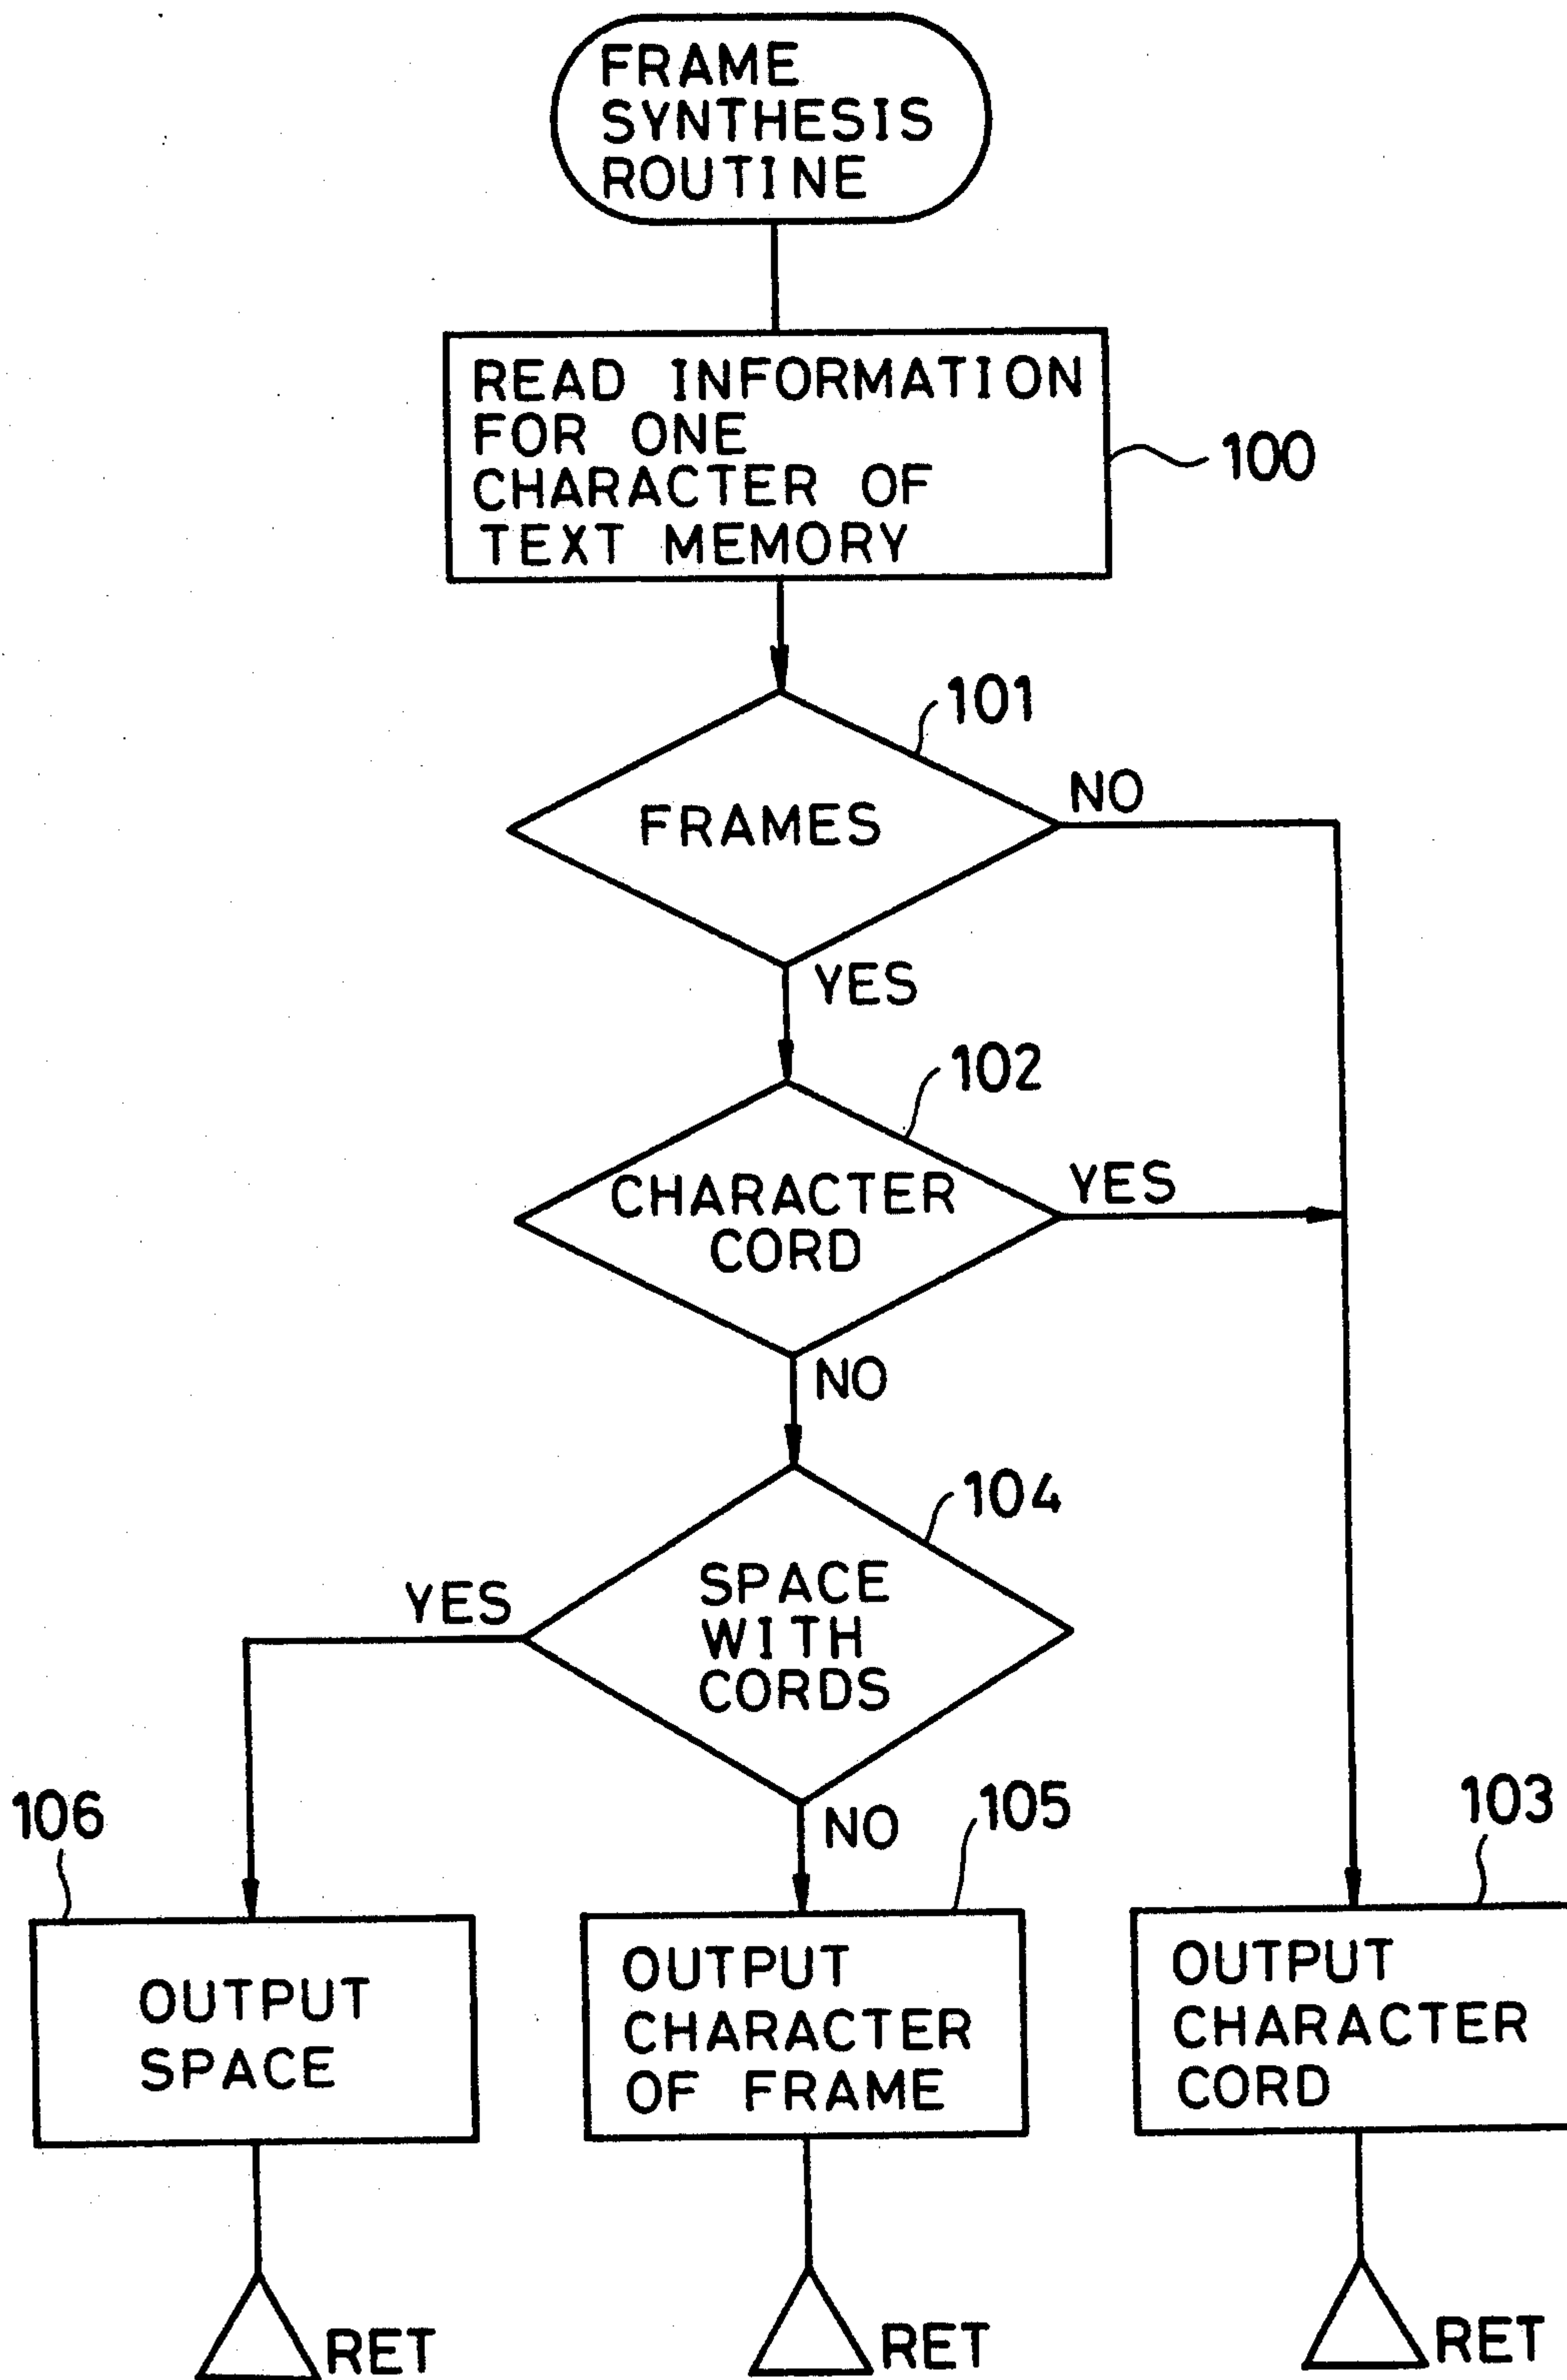 FRAME
SYNTHESIS
ROUTINE
READ INFORMATION
FOR ONE
CHARACTER OF
TEXT MEMORY
100
101
FRAMES
NO
YES
102
CHARACTER
CORD
YES
NO
104
SPACE
WITH
CORDS
YES
NO
106
105
103
OUTPUT
SPACE
OUTPUT
CHARACTER
OF FRAME
OUTPUT
CHARACTER
CORD
RET
RET
RET